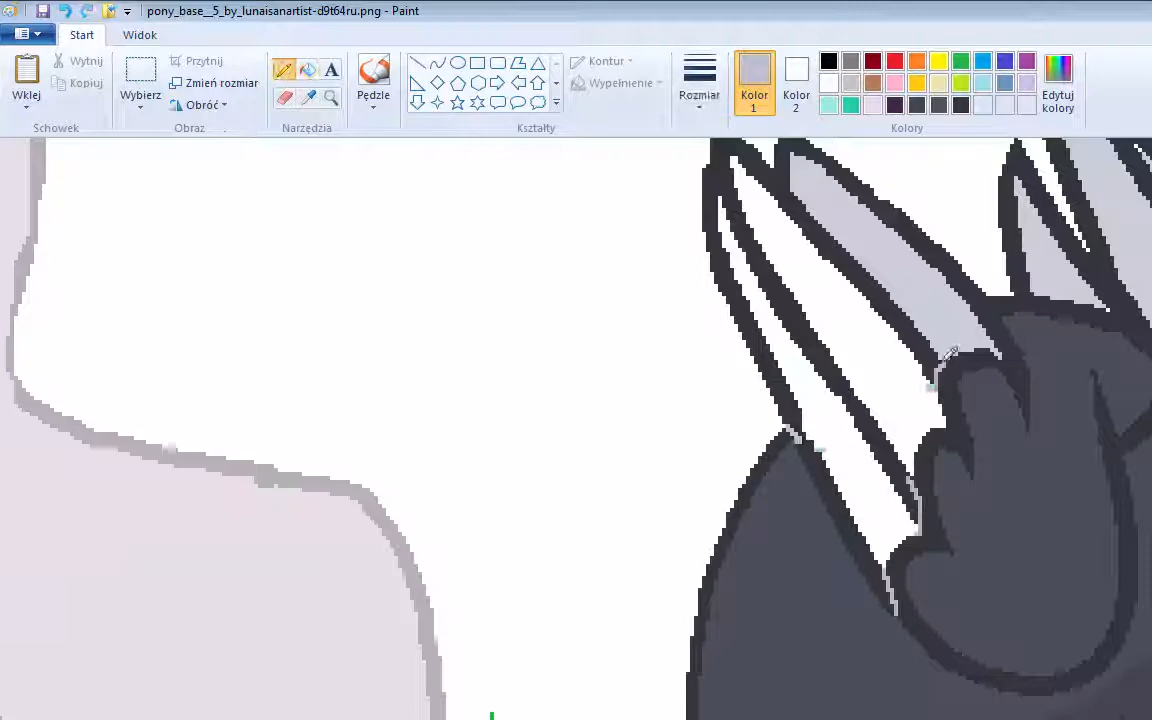 pony_base__5_by_lunaisanartist-d9t64ru.png - Paint
Start Widok
Wklej
Wytnij
Kopiuj
Schowek
Wybierz
Przytnij
Zmień rozmiar
Obróć
Obraz
A
Narzędzia
Pędzle
Kontur
Wypełnienie
Kształty
Rozmiar
Kolor
1
Kolor
2
Edytuj
kolory
Kolory